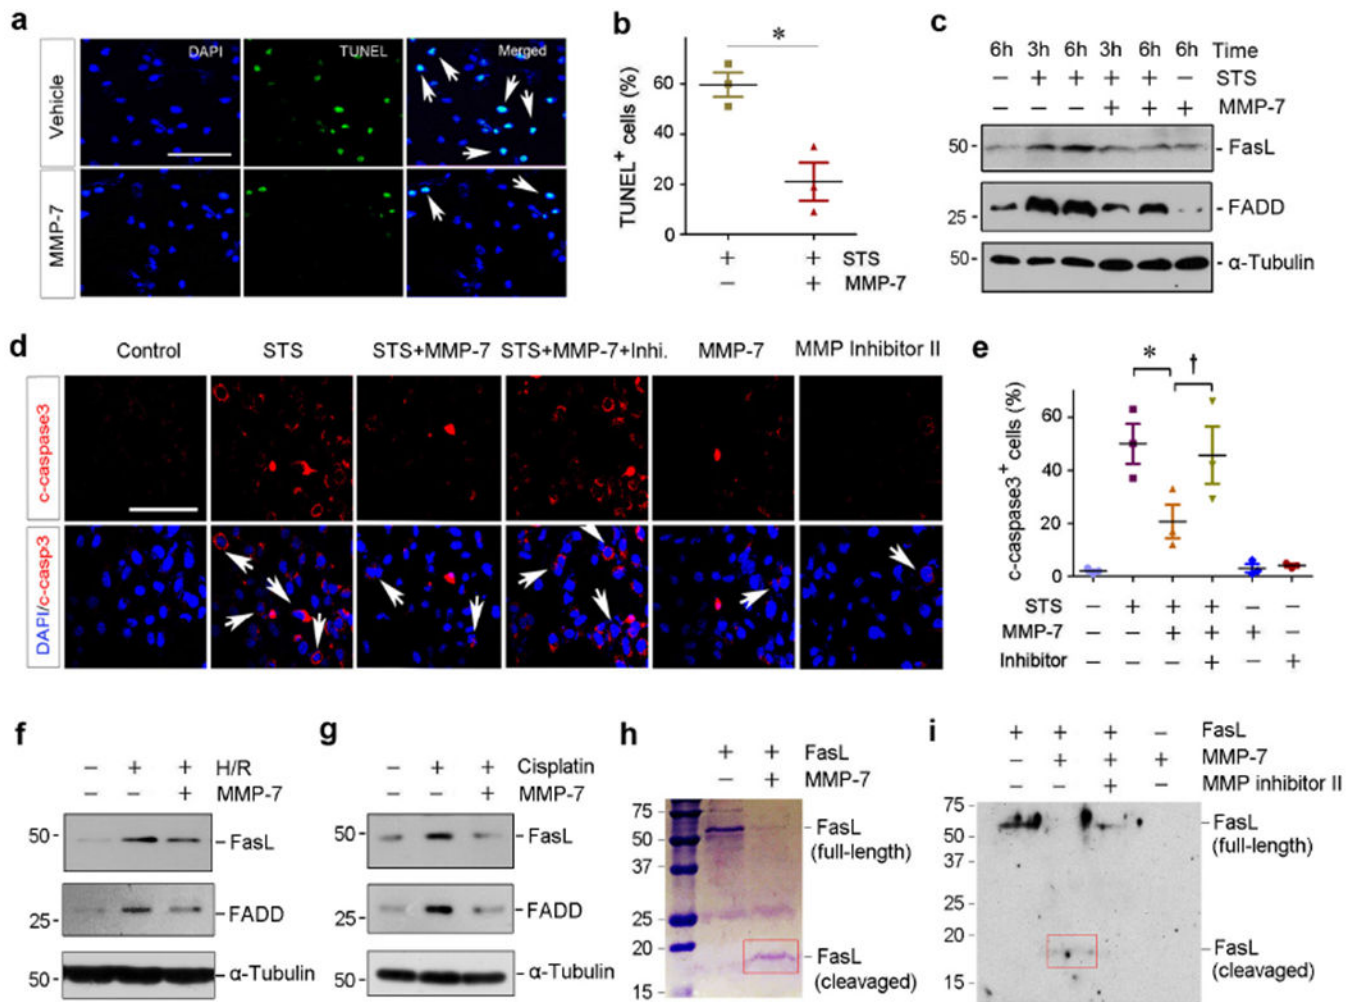 a
DAPI TUNEL Merged
Vehicle
MMP-7
b
*
TUNEL+ cells (%)
60
40
20
0
+ + STS
– + MMP-7
c
6h 3h 6h 3h 6h 6h Time
– + + + + – STS
– – – + + + MMP-7
50- - FasL
25- - FADD
50- - α-Tubulin
d
Control STS STS+MMP-7 STS+MMP-7+Inhi. MMP-7 MMP Inhibitor II
c-caspase3
DAPI/c-casp3
e
* †
c-caspase3+ cells (%)
60
40
20
0
STS – + + + – –
MMP-7 – – + + + –
Inhibitor – – – + – +
f
– + + H/R
– – + MMP-7
50- - FasL
25- - FADD
50- - α-Tubulin
g
– + + Cisplatin
– – + MMP-7
50- - FasL
25- - FADD
50- - α-Tubulin
h
+ + FasL
– + MMP-7
75
50
37
25
20
15
FasL
(full-length)
FasL
(cleavaged)
i
+ + + – FasL
– + + + MMP-7
– – + – MMP inhibitor II
75
50
37
25
20
15
FasL
(full-length)
FasL
(cleavaged)